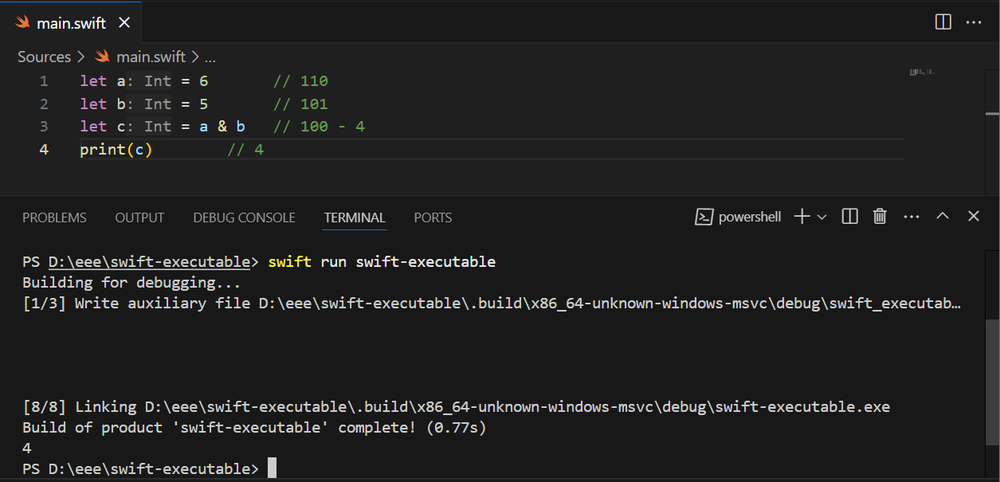 main.swift
Sources > main.swift > ...
1 let a: Int = 6 // 110
2 let b: Int = 5 // 101
3 let c: Int = a & b // 100 - 4
4 print(c) // 4
PROBLEMS OUTPUT DEBUG CONSOLE TERMINAL PORTS powershell
PS D:\eee\swift-executable> swift run swift-executable
Building for debugging...
[1/3] Write auxiliary file D:\eee\swift-executable\.build\x86_64-unknown-windows-msvc\debug\swift_executab…
[8/8] Linking D:\eee\swift-executable\.build\x86_64-unknown-windows-msvc\debug\swift-executable.exe
Build of product 'swift-executable' complete! (0.77s)
4
PS D:\eee\swift-executable>